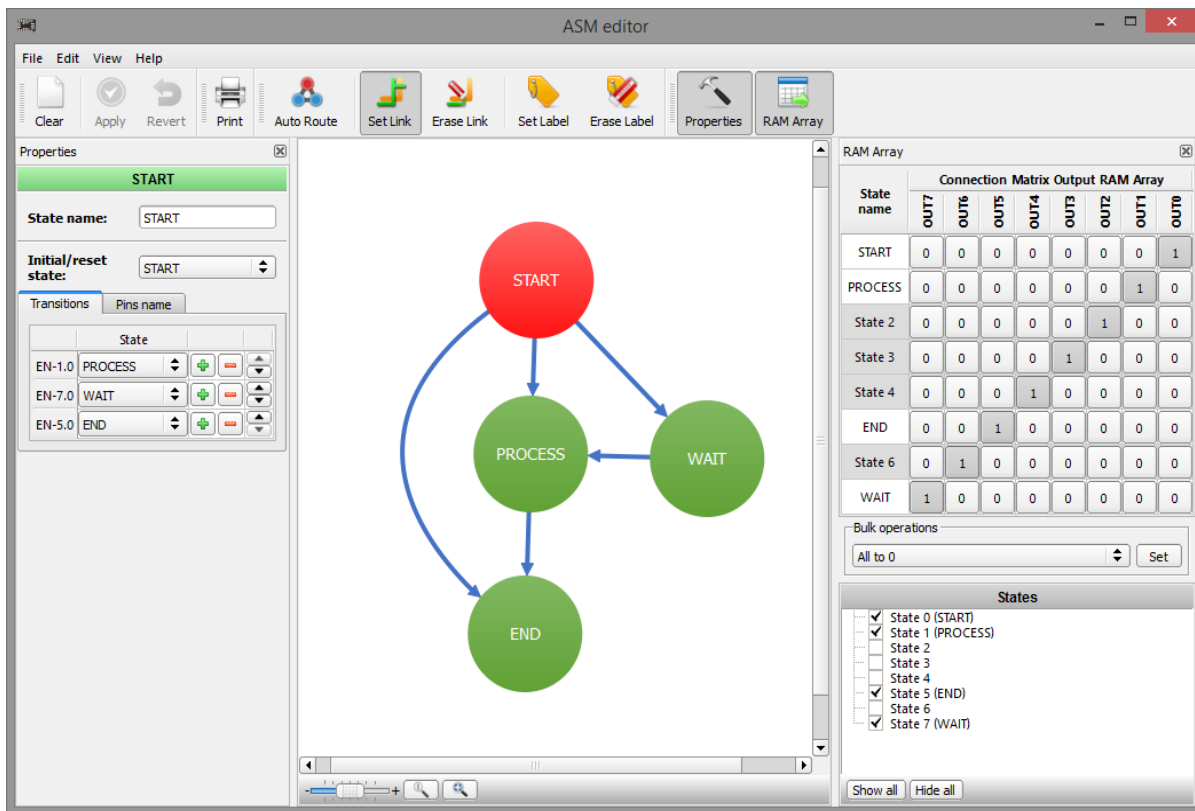 ASM editor
File Edit View Help
Clear Apply Revert Print Auto Route Set Link Erase Link Set Label Erase Label Properties RAM Array
Properties
START
State name: START
Initial/reset
state:
START
Transitions Pins name
State
EN-1.0 PROCESS
EN-7.0 WAIT
EN-5.0 END
START
PROCESS
WAIT
END
- +
RAM Array
State
name
Connection Matrix Output RAM Array
OUT7 OUT6 OUT5 OUT4 OUT3 OUT2 OUT1 OUT0
START 0 0 0 0 0 0 0 1
PROCESS 0 0 0 0 0 0 1 0
State 2 0 0 0 0 0 1 0 0
State 3 0 0 0 0 1 0 0 0
State 4 0 0 0 1 0 0 0 0
END 0 0 1 0 0 0 0 0
State 6 0 1 0 0 0 0 0 0
WAIT 1 0 0 0 0 0 0 0
Bulk operations
All to 0 Set
States
State 0 (START)
State 1 (PROCESS)
State 2
State 3
State 4
State 5 (END)
State 6
State 7 (WAIT)
Show all Hide all